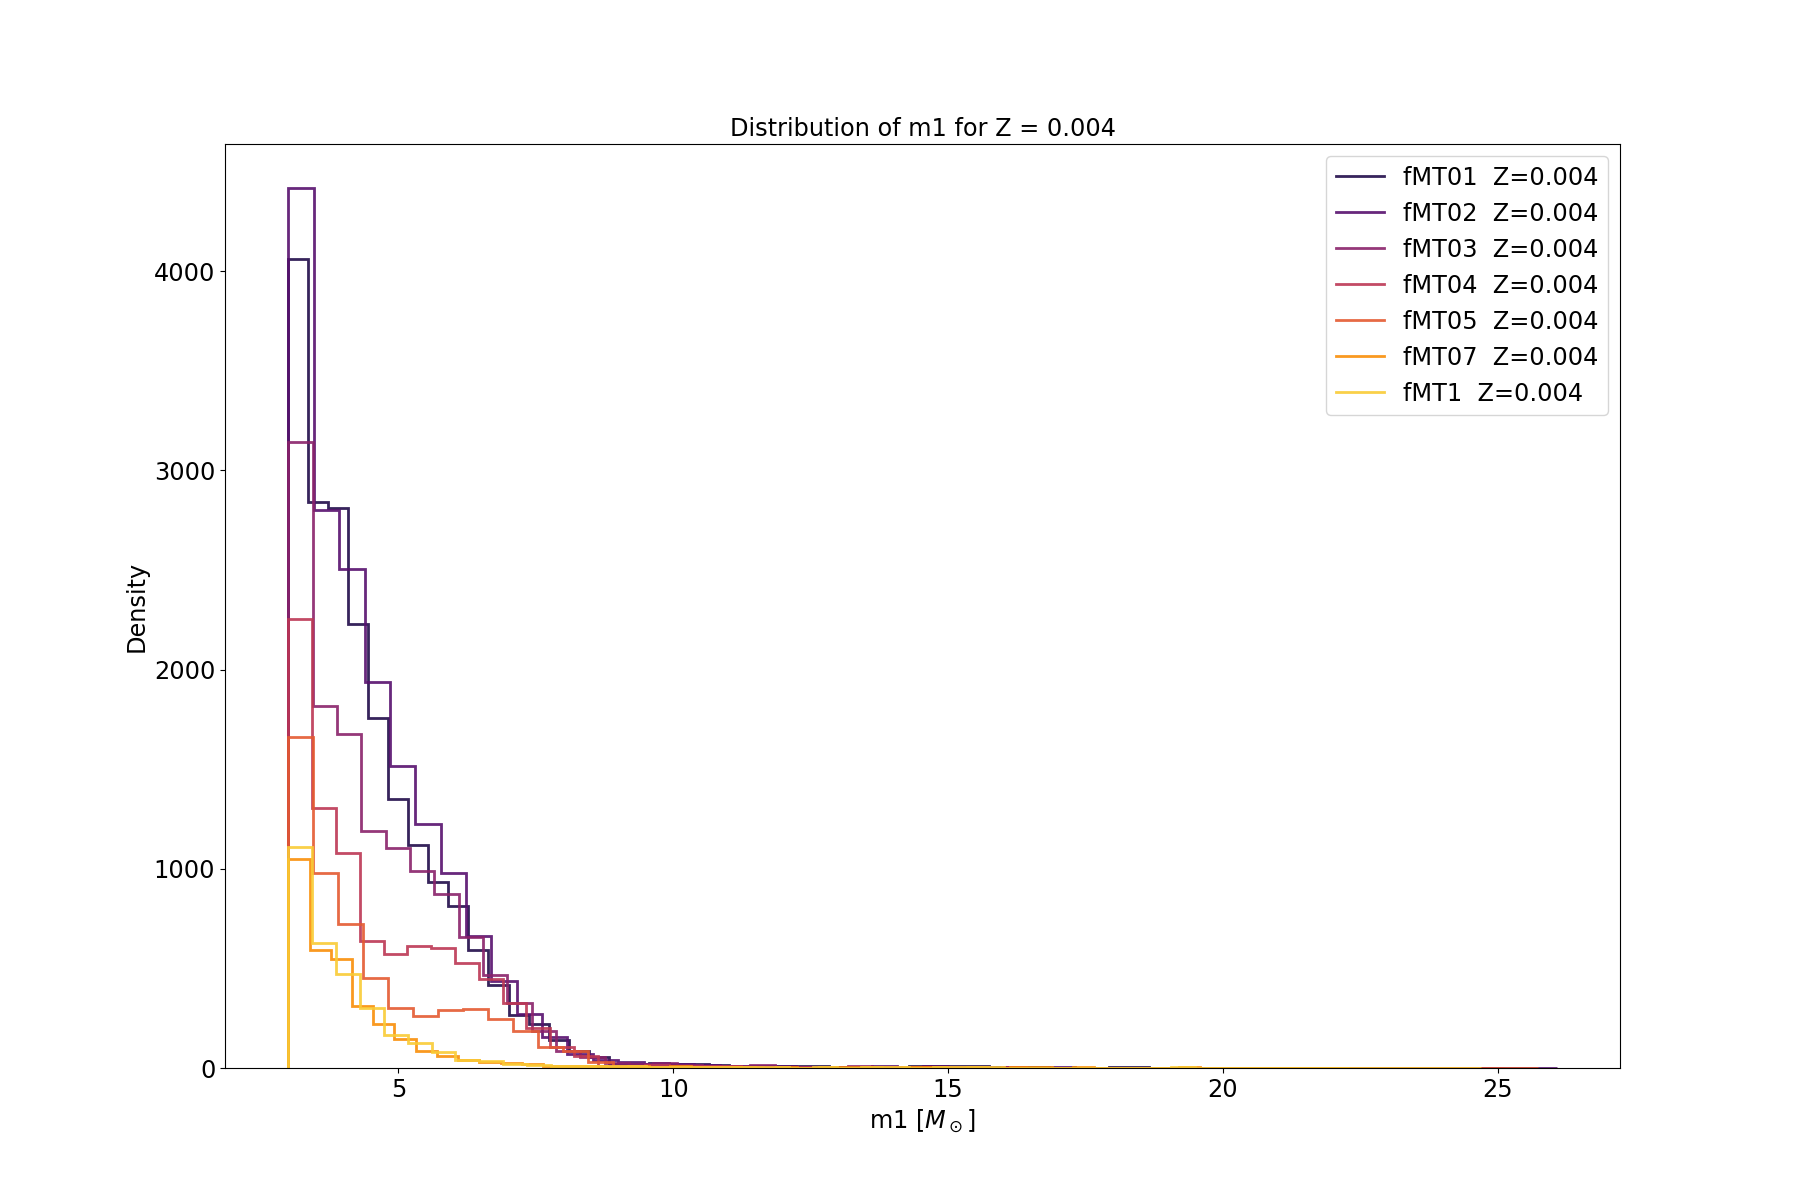 Distribution of m1 for Z = 0.004
fMT01  Z=0.004
fMT02  Z=0.004
fMT03  Z=0.004
fMT04  Z=0.004
fMT05  Z=0.004
fMT07  Z=0.004
fMT1  Z=0.004
4000
3000
2000
1000
0
Density
5 10 15 20 25
m1 [M⊙]